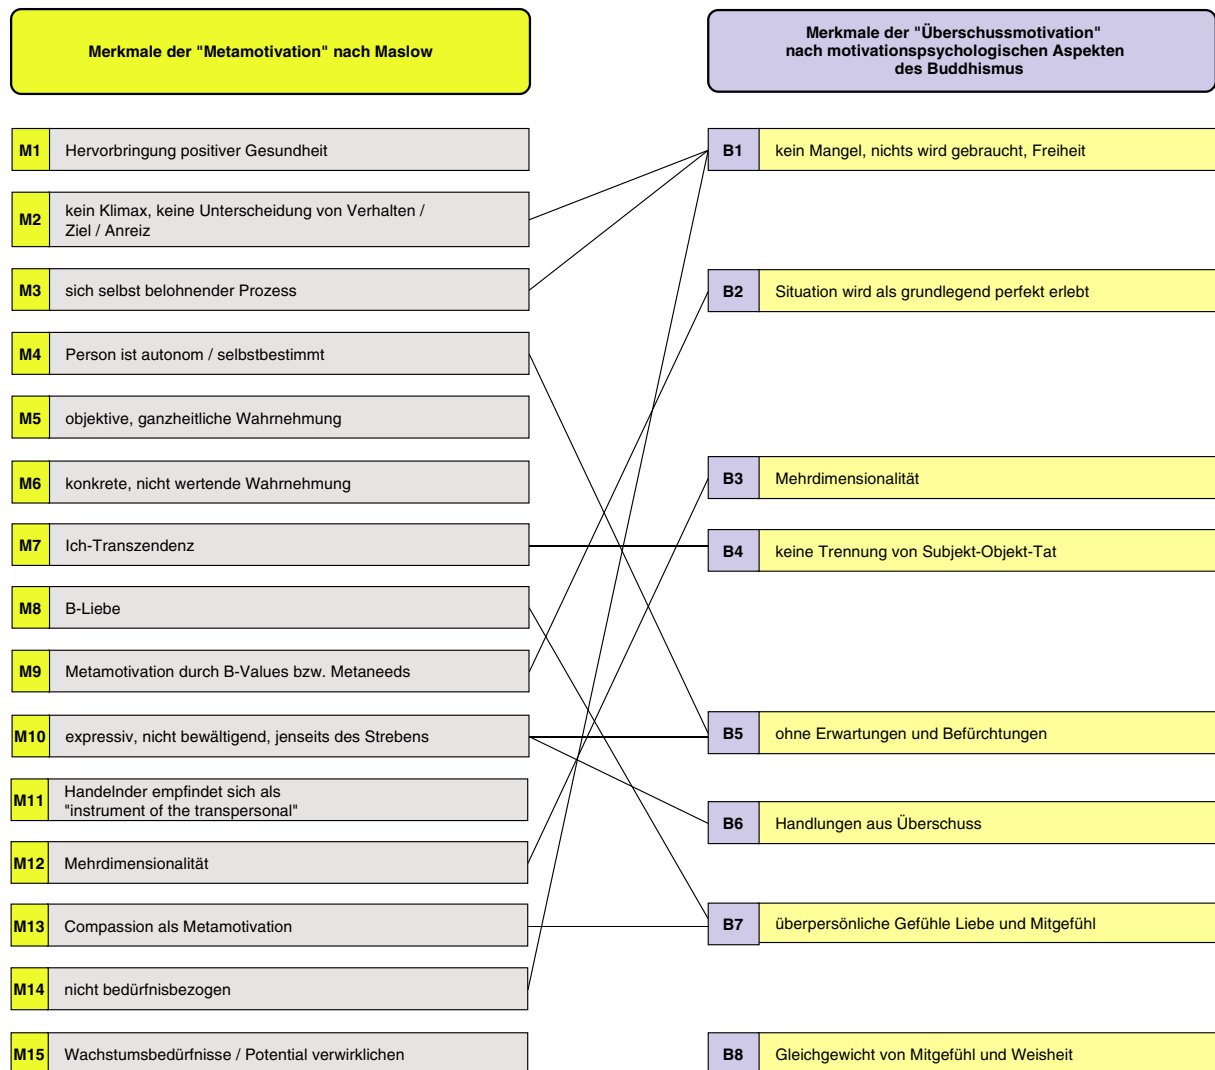 Merkmale der "Metamotivation" nach Maslow
M1 Hervorbringung positiver Gesundheit
M2 kein Klimax, keine Unterscheidung von Verhalten /
Ziel / Anreiz
M3 sich selbst belohnender Prozess
M4 Person ist autonom / selbstbestimmt
M5 objektive, ganzheitliche Wahrnehmung
M6 konkrete, nicht wertende Wahrnehmung
M7 Ich-Transzendenz
M8 B-Liebe
M9 Metamotivation durch B-Values bzw. Metaneeds
M10 expressiv, nicht bewältigend, jenseits des Strebens
M11 Handelnder empfindet sich als
"instrument of the transpersonal"
M12 Mehrdimensionalität
M13 Compassion als Metamotivation
M14 nicht bedürfnisbezogen
M15 Wachstumsbedürfnisse / Potential verwirklichen
Merkmale der "Überschussmotivation"
nach motivationspsychologischen Aspekten
des Buddhismus
B1 kein Mangel, nichts wird gebraucht, Freiheit
B2 Situation wird als grundlegend perfekt erlebt
B3 Mehrdimensionalität
B4 keine Trennung von Subjekt-Objekt-Tat
B5 ohne Erwartungen und Befürchtungen
B6 Handlungen aus Überschuss
B7 überpersönliche Gefühle Liebe und Mitgefühl
B8 Gleichgewicht von Mitgefühl und Weisheit